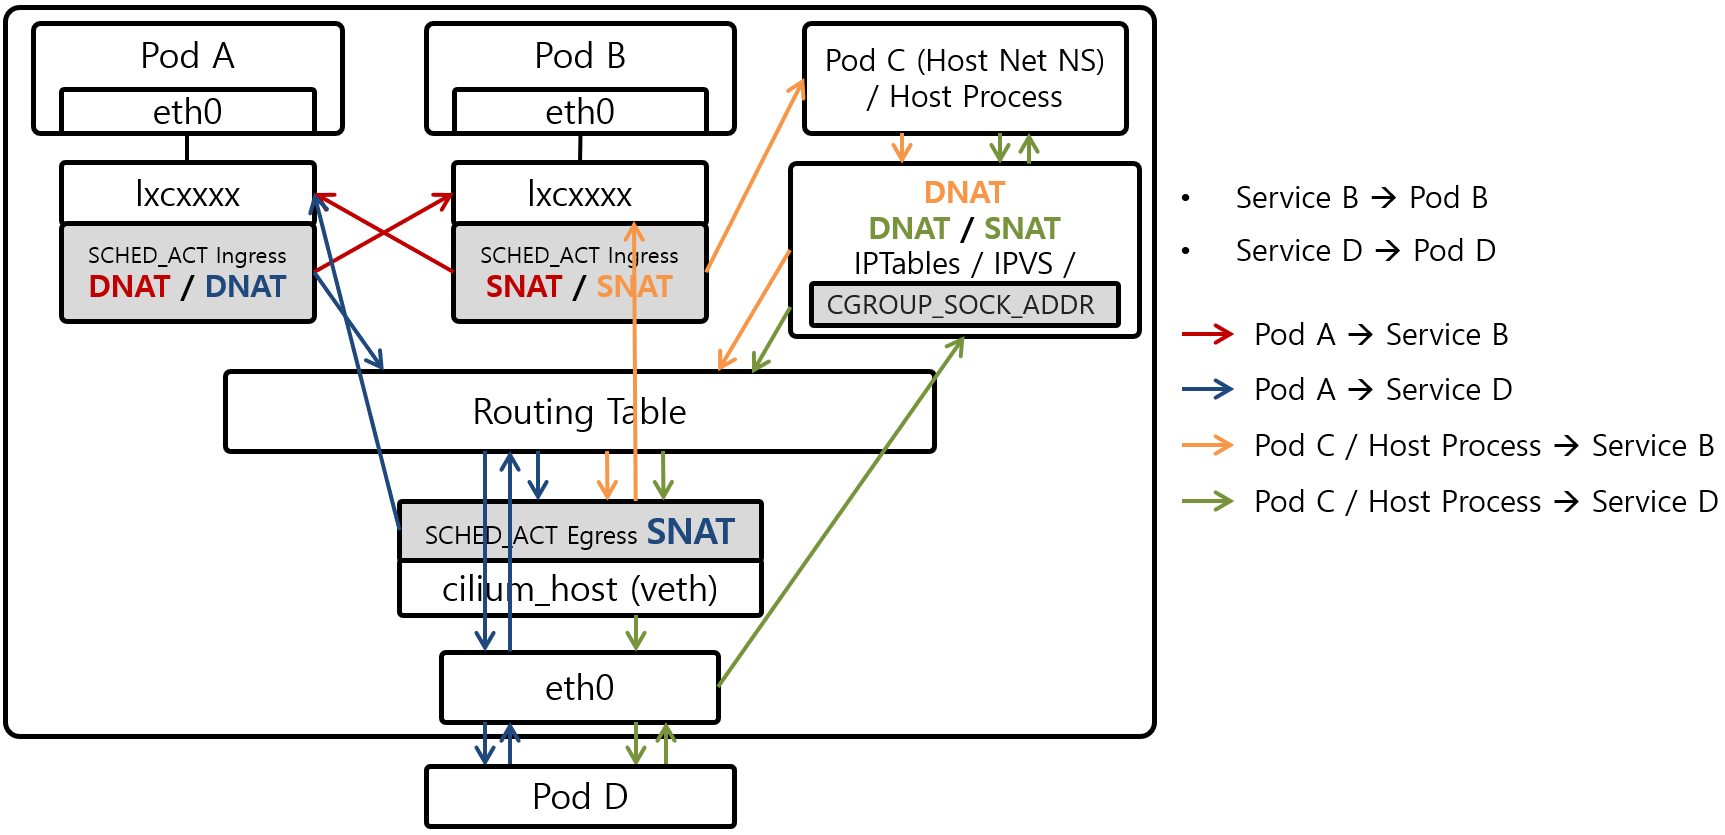 Pod A
eth0
lxcxxxx
SCHED_ACT Ingress
DNAT / DNAT
Pod B
eth0
lxcxxxx
SCHED_ACT Ingress
SNAT / SNAT
Pod C (Host Net NS)
/ Host Process
DNAT
DNAT / SNAT
IPTables / IPVS /
CGROUP_SOCK_ADDR
Routing Table
SCHED_ACT Egress SNAT
cilium_host (veth)
eth0
Pod D
• Service B → Pod B
• Service D → Pod D
Pod A → Service B
Pod A → Service D
Pod C / Host Process → Service B
Pod C / Host Process → Service D